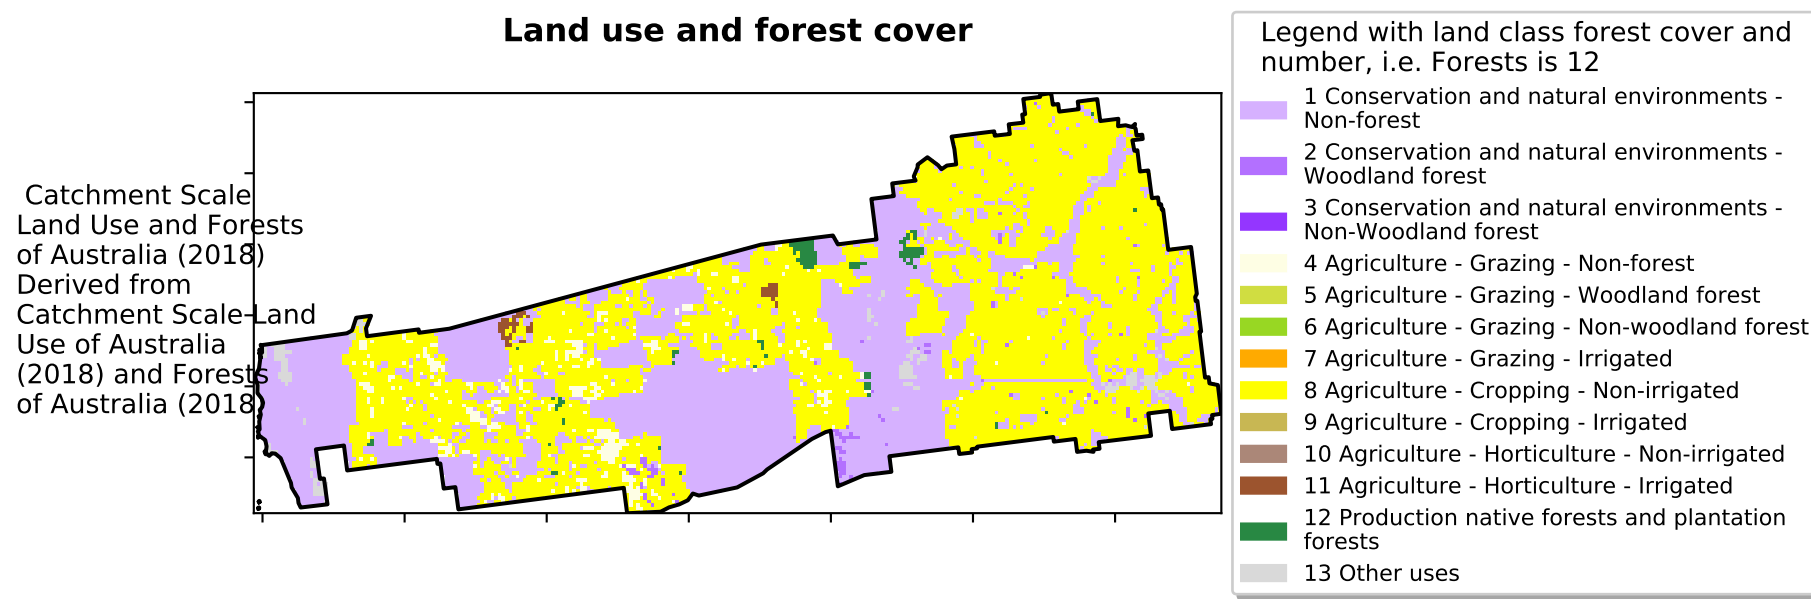 Land use and forest cover
Catchment Scale
Land Use and Forests
of Australia (2018)
Derived from
Catchment Scale Land
Use of Australia
(2018) and Forests
of Australia (2018
Legend with land class forest cover and
number, i.e. Forests is 12
1 Conservation and natural environments -
Non-forest
2 Conservation and natural environments -
Woodland forest
3 Conservation and natural environments -
Non-Woodland forest
4 Agriculture - Grazing - Non-forest
5 Agriculture - Grazing - Woodland forest
6 Agriculture - Grazing - Non-woodland forest
7 Agriculture - Grazing - Irrigated
8 Agriculture - Cropping - Non-irrigated
9 Agriculture - Cropping - Irrigated
10 Agriculture - Horticulture - Non-irrigated
11 Agriculture - Horticulture - Irrigated
12 Production native forests and plantation
forests
13 Other uses